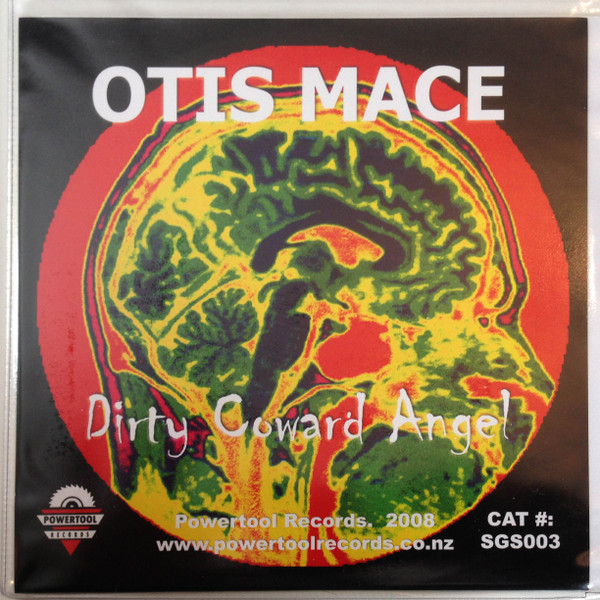 OTIS MACE
Dirty Coward Angel
POWERTOOL
RECORDS
Powertool Records. 2008
www.powertoolrecords.co.nz
CAT #:
SGS003